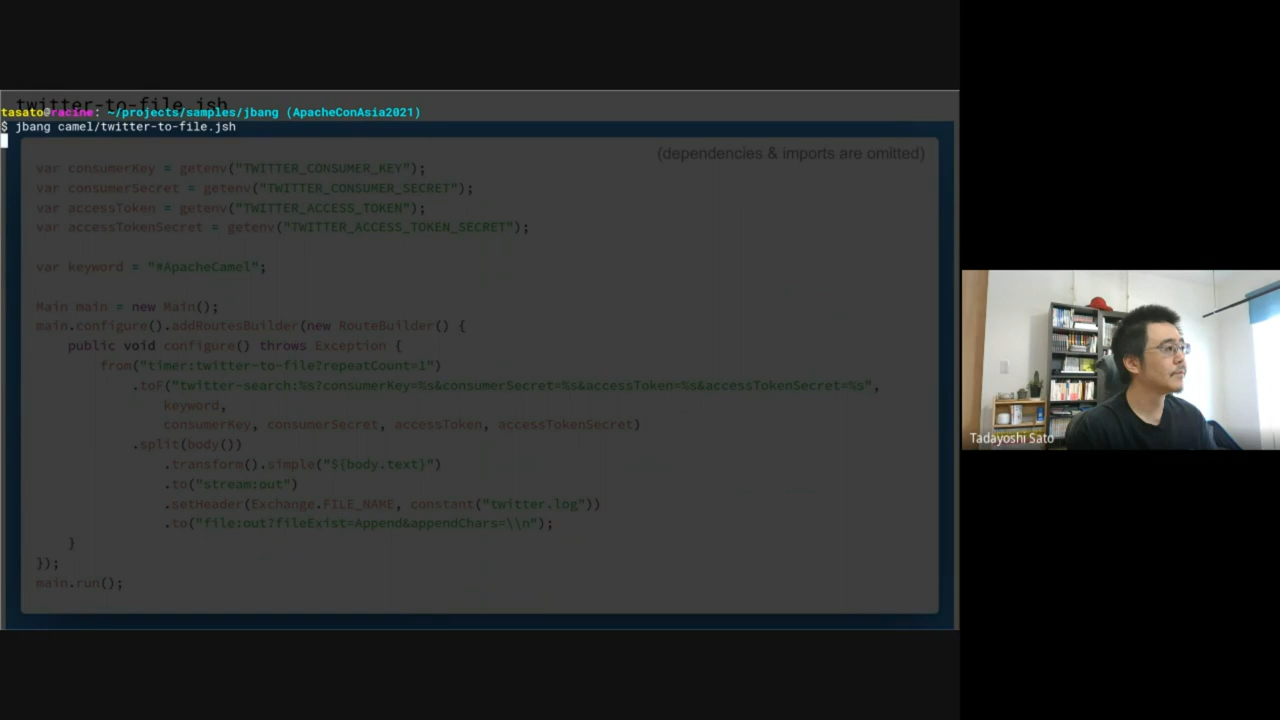 twitter-to-file.jsh
tasato@racine: ~/projects/samples/jbang (ApacheConAsia2021)
$ jbang camel/twitter-to-file.jsh
(dependencies & imports are omitted)
var consumerKey = getenv("TWITTER_CONSUMER_KEY");
var consumerSecret = getenv("TWITTER_CONSUMER_SECRET");
var accessToken = getenv("TWITTER_ACCESS_TOKEN");
var accessTokenSecret = getenv("TWITTER_ACCESS_TOKEN_SECRET");
var keyword = "#ApacheCamel";
Main main = new Main();
main.configure().addRoutesBuilder(new RouteBuilder() {
public void configure() throws Exception {
from("timer:twitter-to-file?repeatCount=1")
.toF("twitter-search:%s?consumerKey=%s&consumerSecret=%s&accessToken=%s&accessTokenSecret=%s",
keyword,
consumerKey, consumerSecret, accessToken, accessTokenSecret)
.split(body())
.transform().simple("${body.text}")
.to("stream:out")
.setHeader(Exchange.FILE_NAME, constant("twitter.log"))
.to("file:out?fileExist=Append&appendChars=\\n");
}
});
main.run();
Tadayoshi Sato